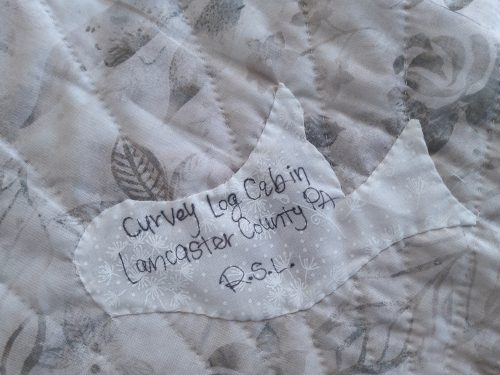 Curvey Log Cabin
Lancaster County PA
R.S.L.